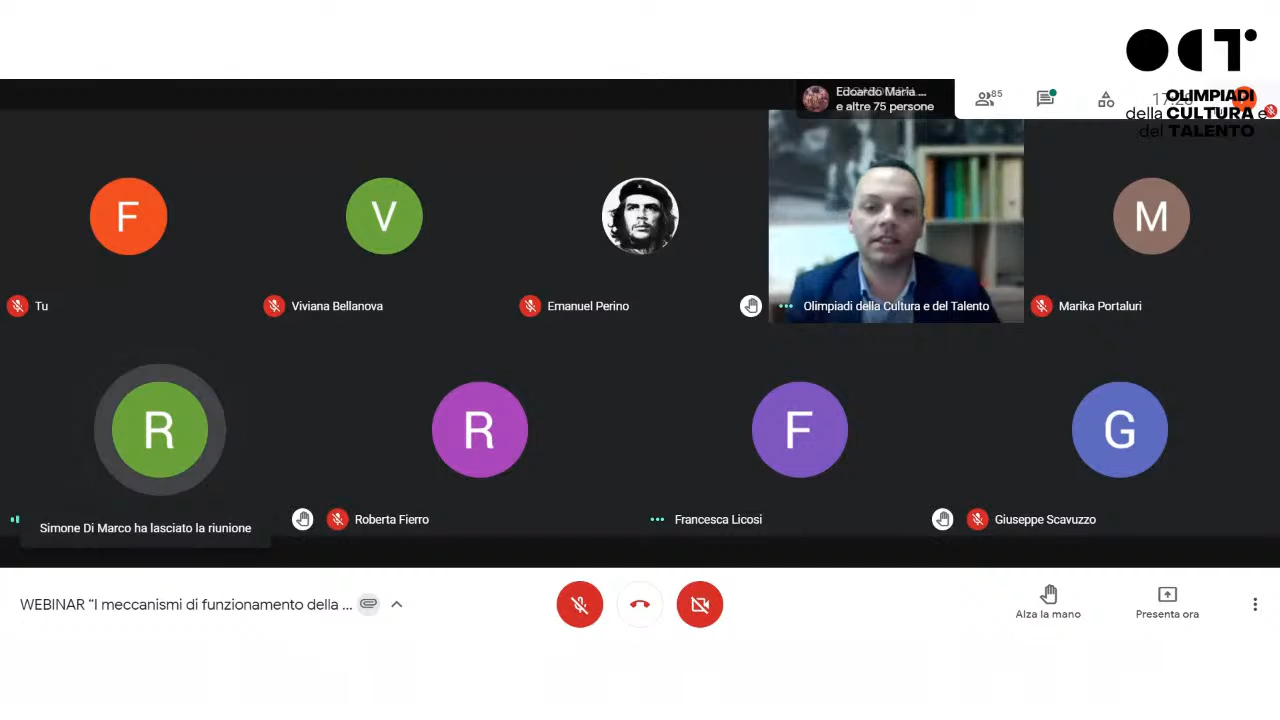 OCT
OLIMPIADI
della CULTURA e
del TALENTO
e altre 75 persone
85
F
V
M
Tu
Viviana Bellanova
Emanuel Perino
Olimpiadi della Cultura e del Talento
Marika Portaluri
R
R
F
G
Simone Di Marco ha lasciato la riunione
Roberta Fierro
Francesca Licosi
Giuseppe Scavuzzo
WEBINAR “I meccanismi di funzionamento della ...
Alza la mano
Presenta ora